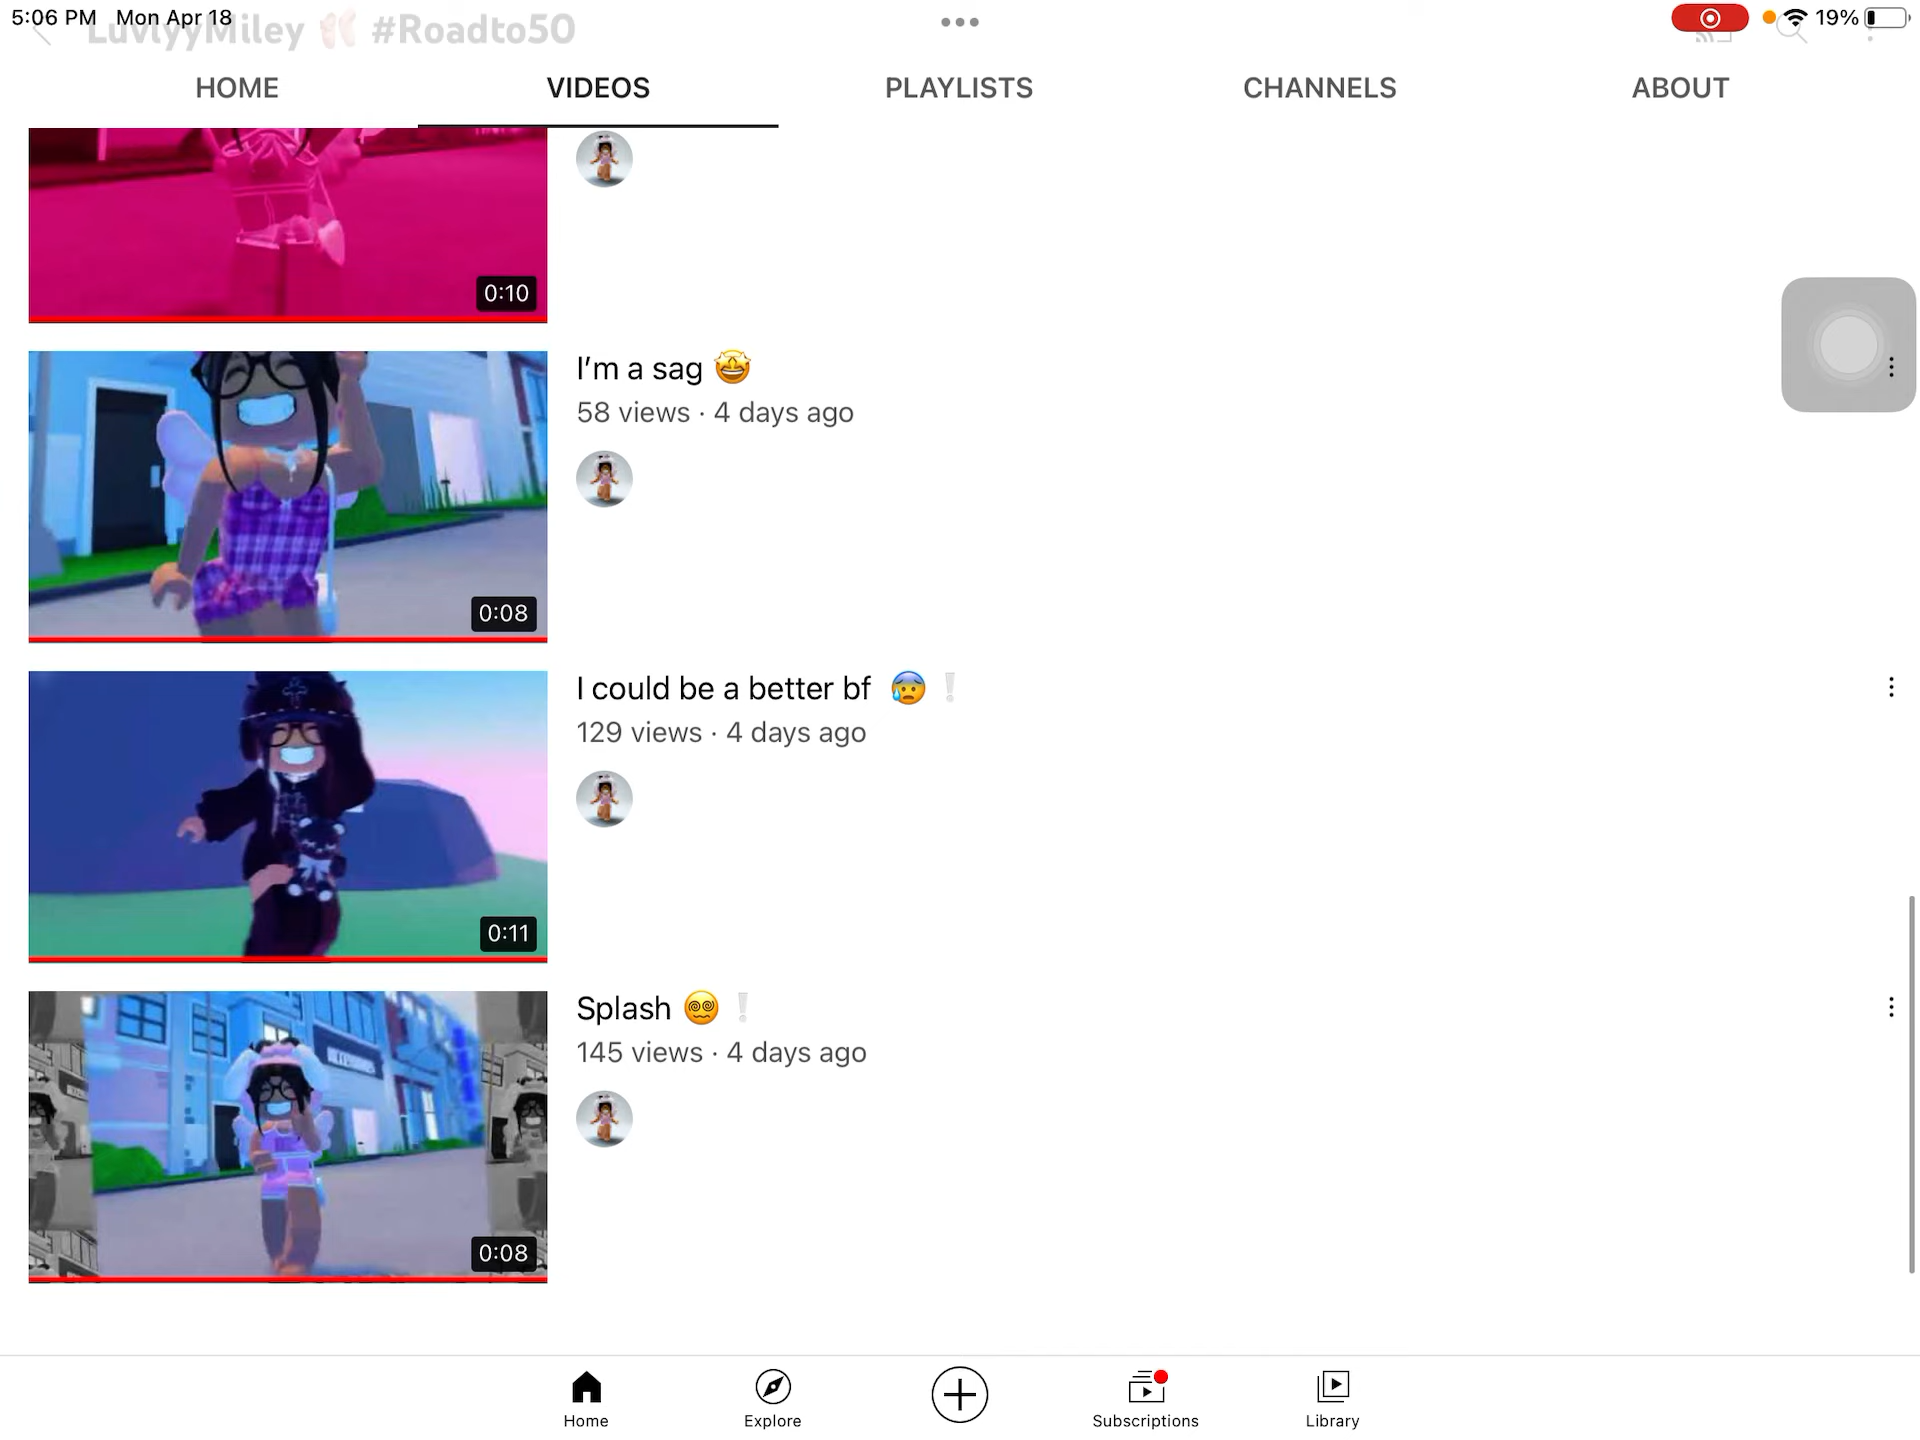 5:06 PM Mon Apr 18
19%
LuvlyyMiley 🩰 #Roadto50
HOME
VIDEOS
PLAYLISTS
CHANNELS
ABOUT
0:10
I’m a sag 🤩
58 views · 4 days ago
0:08
I could be a better bf 😰❕
129 views · 4 days ago
0:11
Splash 😵‍💫❕
145 views · 4 days ago
0:08
Home
Explore
Subscriptions
Library